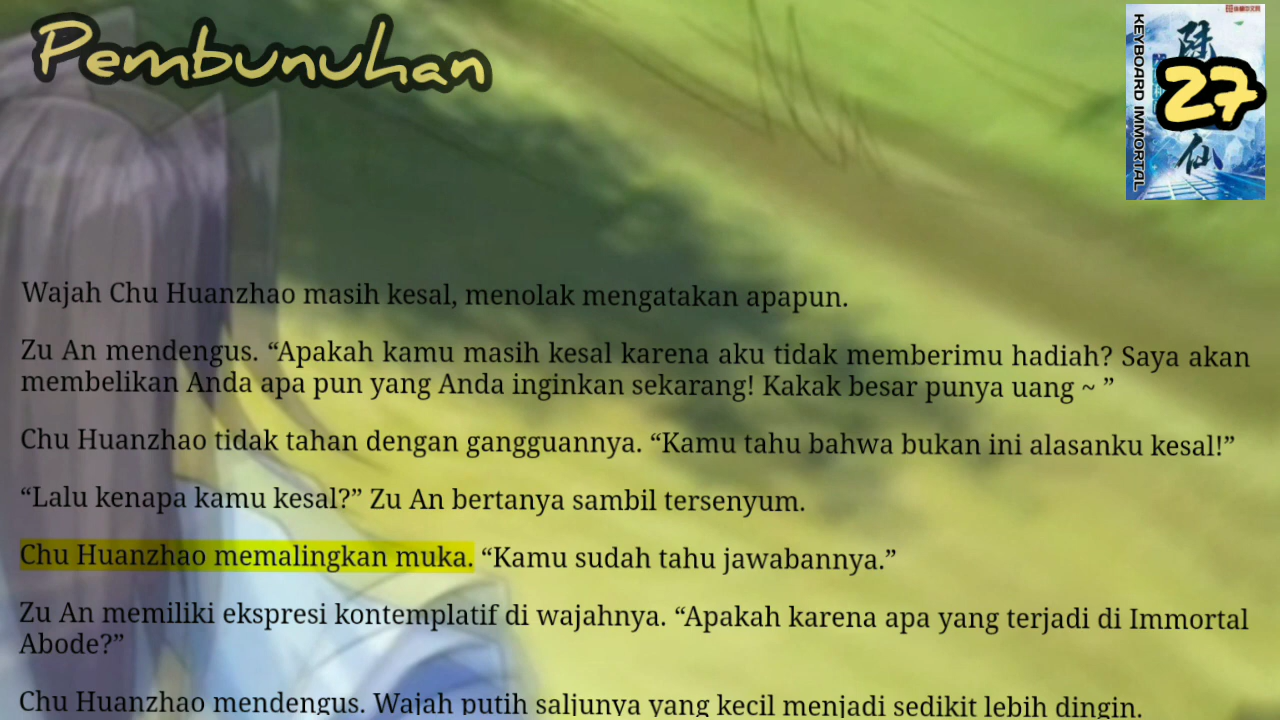 Pembunuhan
KEYBOARD IMMORTAL
陸
27
仙
Wajah Chu Huanzhao masih kesal, menolak mengatakan apapun.
Zu An mendengus. “Apakah kamu masih kesal karena aku tidak memberimu hadiah? Saya akan
membelikan Anda apa pun yang Anda inginkan sekarang! Kakak besar punya uang ~ ”
Chu Huanzhao tidak tahan dengan gangguannya. “Kamu tahu bahwa bukan ini alasanku kesal!”
“Lalu kenapa kamu kesal?” Zu An bertanya sambil tersenyum.
Chu Huanzhao memalingkan muka. “Kamu sudah tahu jawabannya.”
Zu An memiliki ekspresi kontemplatif di wajahnya. “Apakah karena apa yang terjadi di Immortal
Abode?”
Chu Huanzhao mendengus. Wajah putih saljunya yang kecil menjadi sedikit lebih dingin.